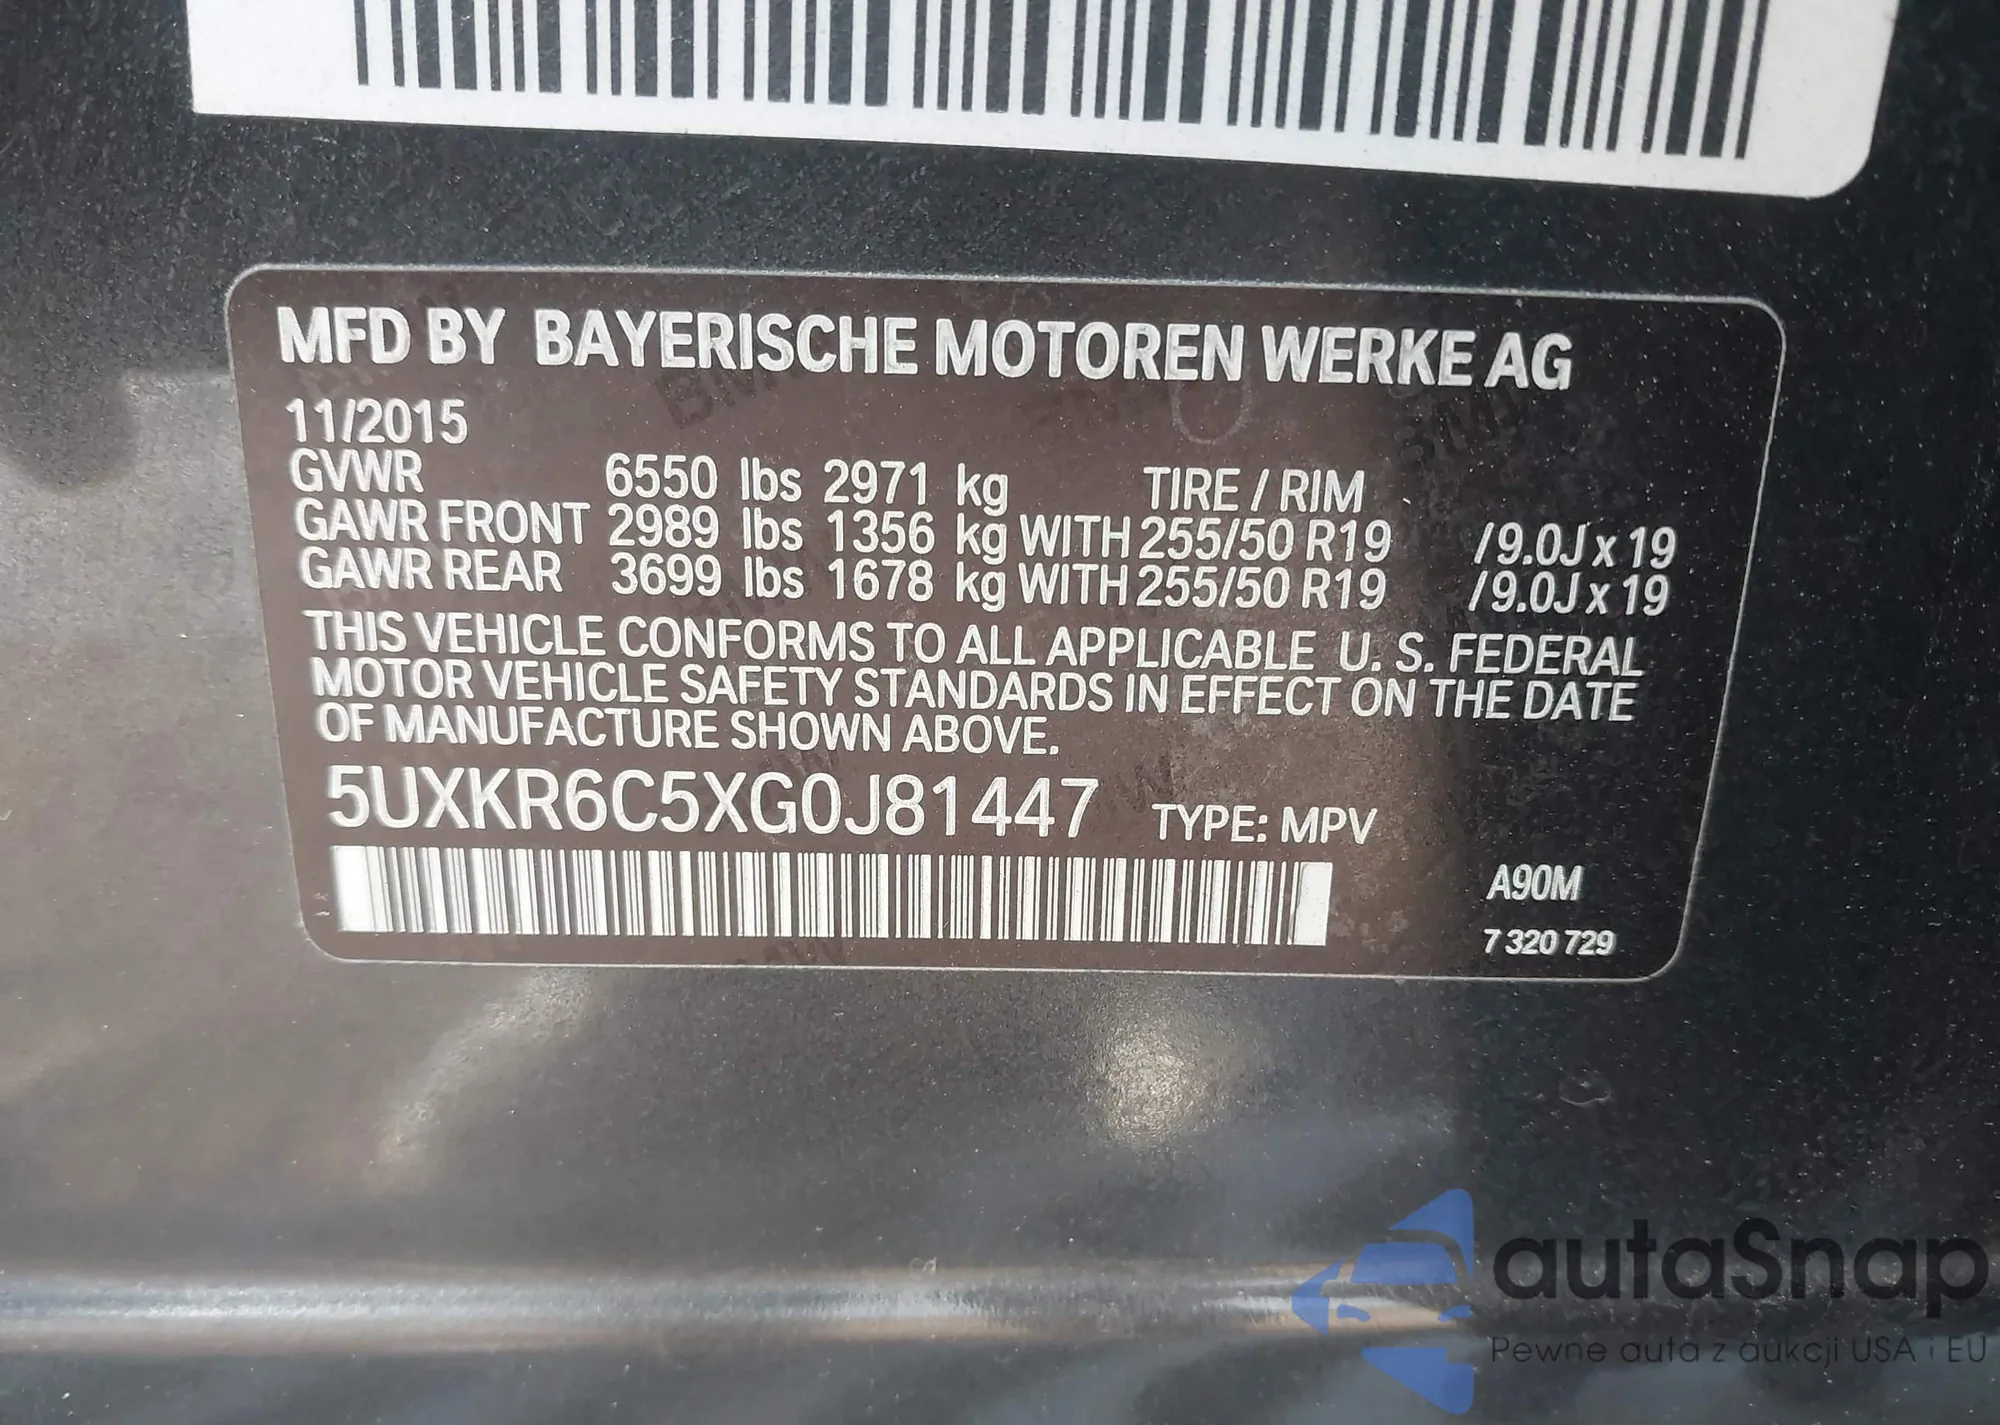 MFD BY BAYERISCHE MOTOREN WERKE AG
11/2015
GVWR 6550 lbs 2971 kg TIRE / RIM
GAWR FRONT 2989 lbs 1356 kg WITH 255/50 R19 /9.0J x 19
GAWR REAR 3699 lbs 1678 kg WITH 255/50 R19 /9.0J x 19
THIS VEHICLE CONFORMS TO ALL APPLICABLE U. S. FEDERAL
MOTOR VEHICLE SAFETY STANDARDS IN EFFECT ON THE DATE
OF MANUFACTURE SHOWN ABOVE.
5UXKR6C5XG0J81447 TYPE: MPV
A90M
7 320 729
autaSnap
Pewne auta z aukcji USA i EU